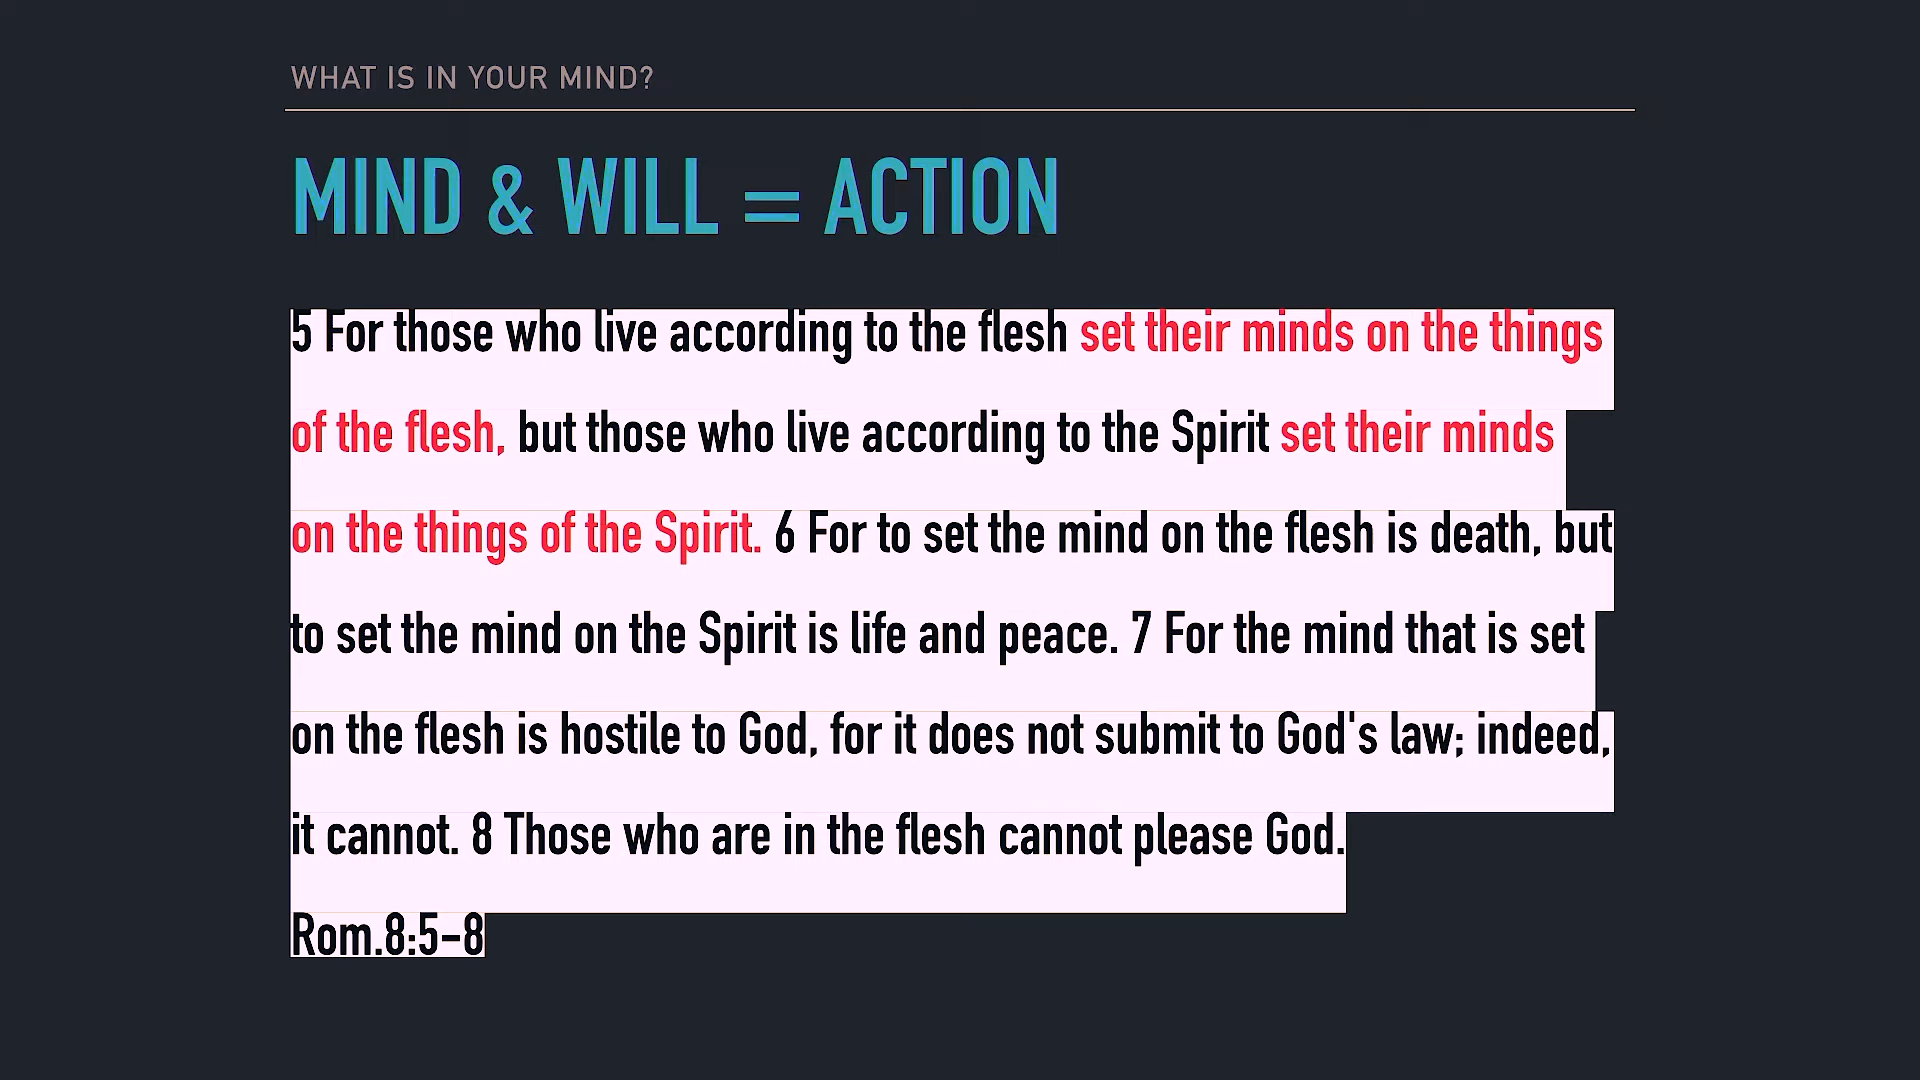 WHAT IS IN YOUR MIND?
MIND & WILL = ACTION
5 For those who live according to the flesh set their minds on the things
of the flesh, but those who live according to the Spirit set their minds
on the things of the Spirit. 6 For to set the mind on the flesh is death, but
to set the mind on the Spirit is life and peace. 7 For the mind that is set
on the flesh is hostile to God, for it does not submit to God's law; indeed,
it cannot. 8 Those who are in the flesh cannot please God.
Rom.8:5–8